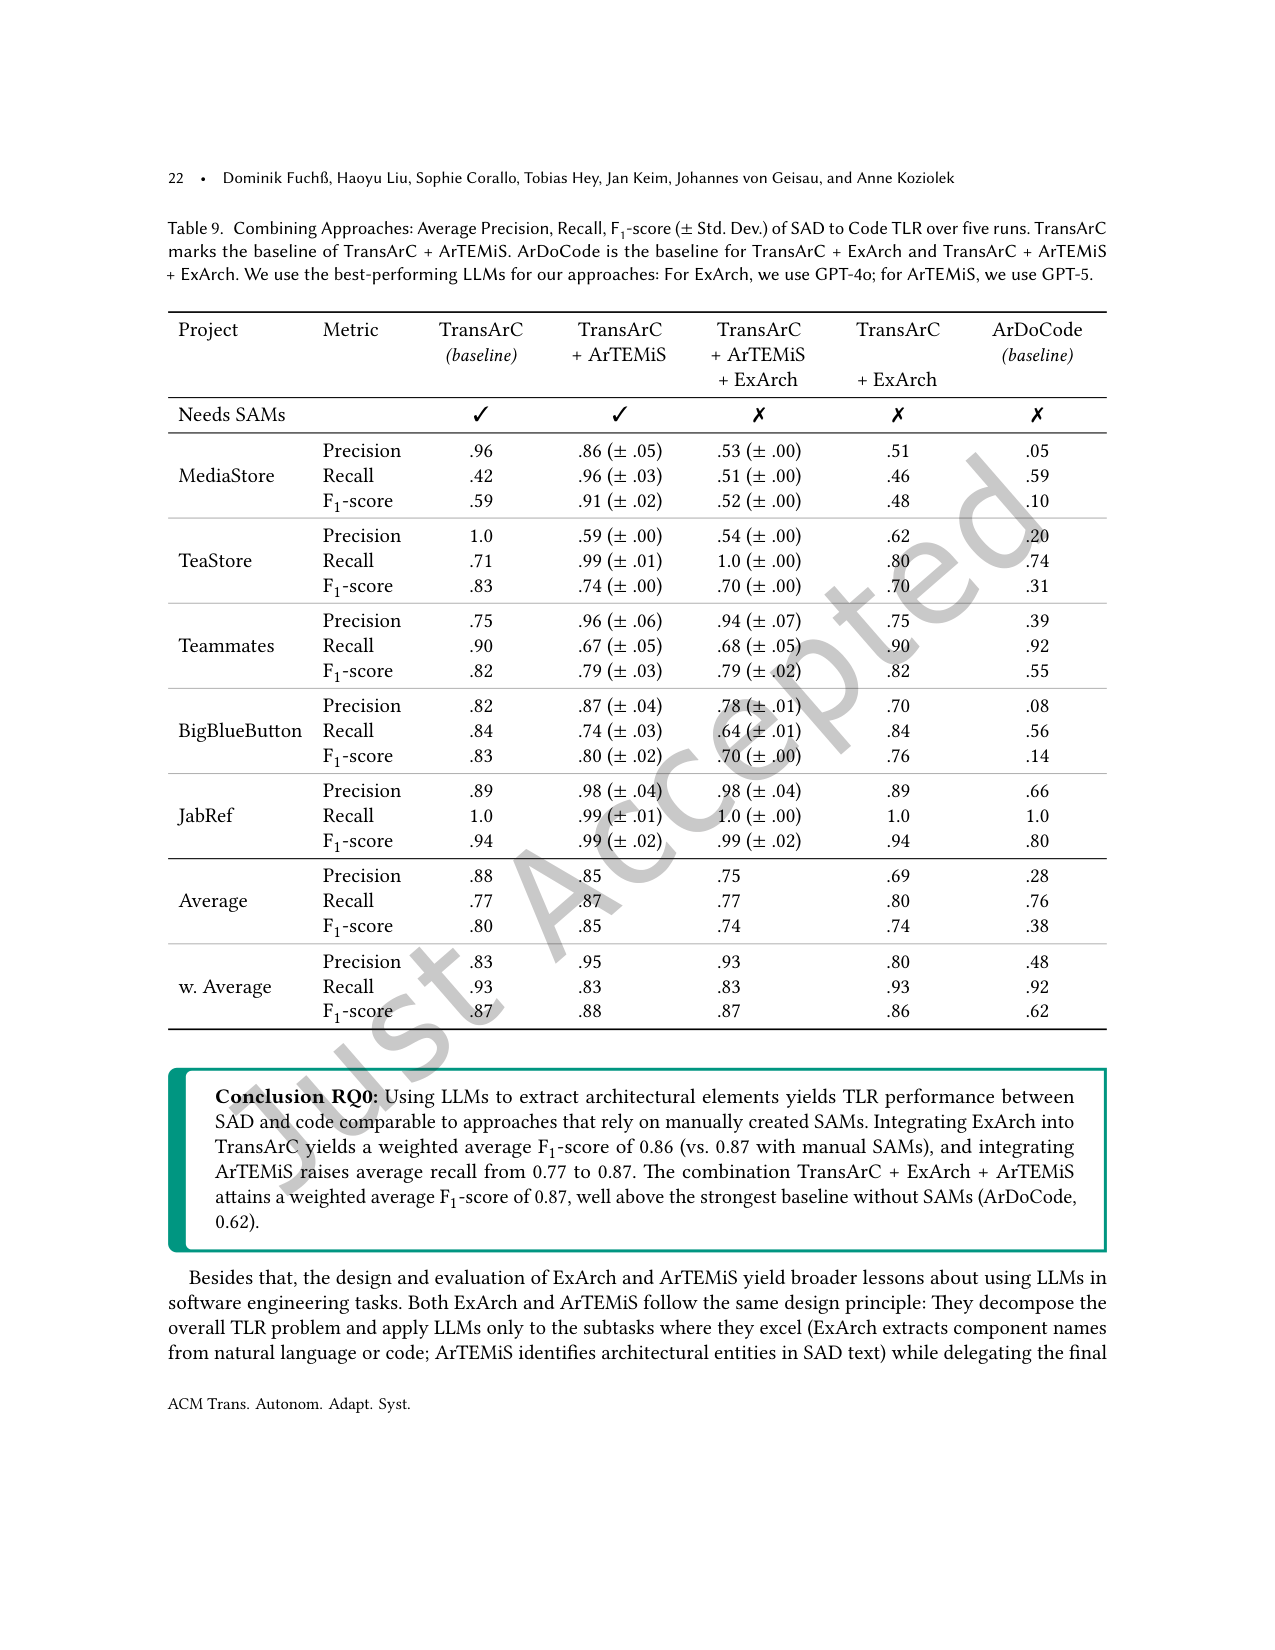 22 • Dominik Fuchß, Haoyu Liu, Sophie Corallo, Tobias Hey, Jan Keim, Johannes von Geisau, and Anne Koziolek
Table 9. Combining Approaches: Average Precision, Recall, F1-score (± Std. Dev.) of SAD to Code TLR over five runs. TransArC
marks the baseline of TransArC + ArTEMiS. ArDoCode is the baseline for TransArC + ExArch and TransArC + ArTEMiS
+ ExArch. We use the best-performing LLMs for our approaches: For ExArch, we use GPT-4o; for ArTEMiS, we use GPT-5.
Project Metric TransArC TransArC TransArC TransArC ArDoCode
(baseline) + ArTEMiS + ArTEMiS (baseline)
+ ExArch + ExArch
Needs SAMs ✓ ✓ ✗ ✗ ✗
Precision .96 .86 (± .05) .53 (± .00) .51 .05
MediaStore Recall .42 .96 (± .03) .51 (± .00) .46 .59
F1-score .59 .91 (± .02) .52 (± .00) .48 .10
Precision 1.0 .59 (± .00) .54 (± .00) .62 .20
TeaStore Recall .71 .99 (± .01) 1.0 (± .00) .80 .74
F1-score .83 .74 (± .00) .70 (± .00) .70 .31
Precision .75 .96 (± .06) .94 (± .07) .75 .39
Teammates Recall .90 .67 (± .05) .68 (± .05) .90 .92
F1-score .82 .79 (± .03) .79 (± .02) .82 .55
Precision .82 .87 (± .04) .78 (± .01) .70 .08
BigBlueButton Recall .84 .74 (± .03) .64 (± .01) .84 .56
F1-score .83 .80 (± .02) .70 (± .00) .76 .14
Precision .89 .98 (± .04) .98 (± .04) .89 .66
JabRef Recall 1.0 .99 (± .01) 1.0 (± .00) 1.0 1.0
F1-score .94 .99 (± .02) .99 (± .02) .94 .80
Precision .88 .85 .75 .69 .28
Average Recall .77 .87 .77 .80 .76
F1-score .80 .85 .74 .74 .38
Precision .83 .95 .93 .80 .48
w. Average Recall .93 .83 .83 .93 .92
F1-score .87 .88 .87 .86 .62
Just Accepted
Conclusion RQ0: Using LLMs to extract architectural elements yields TLR performance between
SAD and code comparable to approaches that rely on manually created SAMs. Integrating ExArch into
TransArC yields a weighted average F1-score of 0.86 (vs. 0.87 with manual SAMs), and integrating
ArTEMiS raises average recall from 0.77 to 0.87. The combination TransArC + ExArch + ArTEMiS
attains a weighted average F1-score of 0.87, well above the strongest baseline without SAMs (ArDoCode,
0.62).
Besides that, the design and evaluation of ExArch and ArTEMiS yield broader lessons about using LLMs in
software engineering tasks. Both ExArch and ArTEMiS follow the same design principle: They decompose the
overall TLR problem and apply LLMs only to the subtasks where they excel (ExArch extracts component names
from natural language or code; ArTEMiS identifies architectural entities in SAD text) while delegating the final
ACM Trans. Autonom. Adapt. Syst.